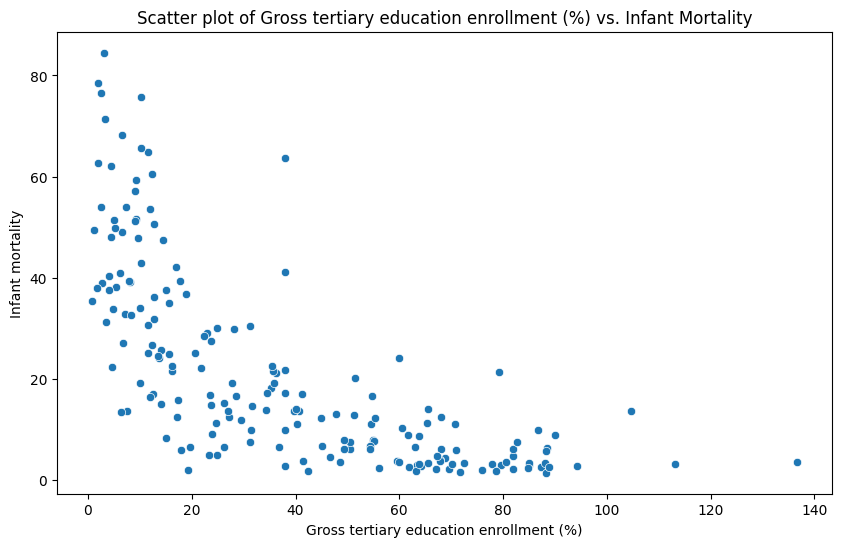 Scatter plot of Gross tertiary education enrollment (%) vs. Infant Mortality
80
60
40
20
0
Infant mortality
0 20 40 60 80 100 120 140
Gross tertiary education enrollment (%)